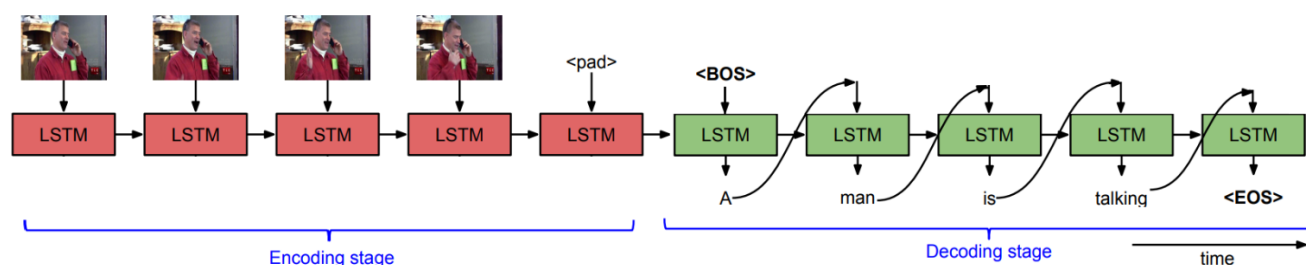 <pad>
<BOS>
LSTM LSTM LSTM LSTM LSTM LSTM LSTM LSTM LSTM LSTM
A man is talking <EOS>
Encoding stage
Decoding stage
time